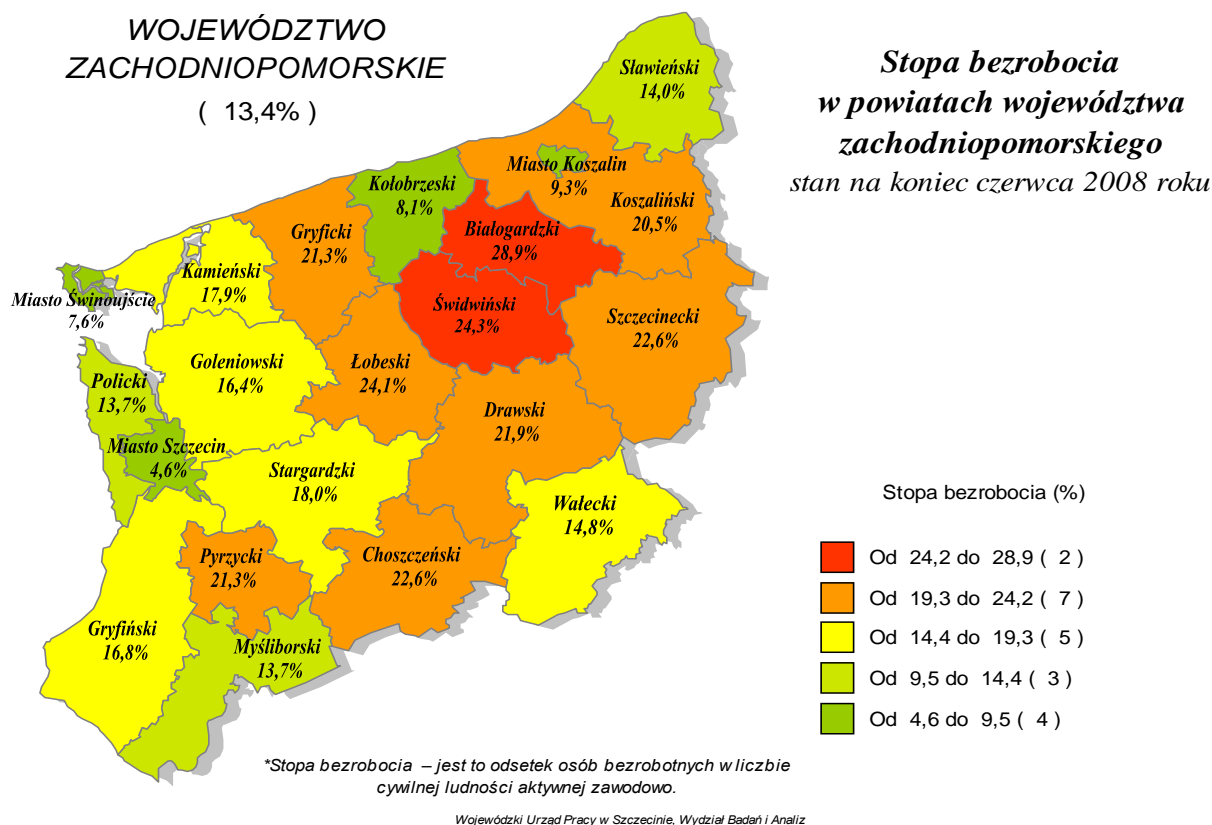 WOJEWÓDZTWO
ZACHODNIOPOMORSKIE
( 13,4% )
Stopa bezrobocia
w powiatach województwa
zachodniopomorskiego
stan na koniec czerwca 2008 roku
Sławieński
14,0%
Miasto Koszalin
9,3%
Kołobrzeski
8,1%
Koszaliński
20,5%
Gryficki
21,3%
Białogardzki
28,9%
Kamieński
17,9%
Miasto Świnoujście
7,6%
Świdwiński
24,3%
Szczecinecki
22,6%
Goleniowski
16,4%
Łobeski
24,1%
Policki
13,7%
Drawski
21,9%
Miasto Szczecin
4,6%
Stargardzki
18,0%
Wałecki
14,8%
Pyrzycki
21,3%
Choszczeński
22,6%
Gryfiński
16,8%
Myśliborski
13,7%
Stopa bezrobocia (%)
Od 24,2 do 28,9 ( 2 )
Od 19,3 do 24,2 ( 7 )
Od 14,4 do 19,3 ( 5 )
Od 9,5 do 14,4 ( 3 )
Od 4,6 do 9,5 ( 4 )
*Stopa bezrobocia – jest to odsetek osób bezrobotnych w liczbie
cywilnej ludności aktywnej zawodowo.
Wojewódzki Urząd Pracy w Szczecinie, Wydział Badań i Analiz